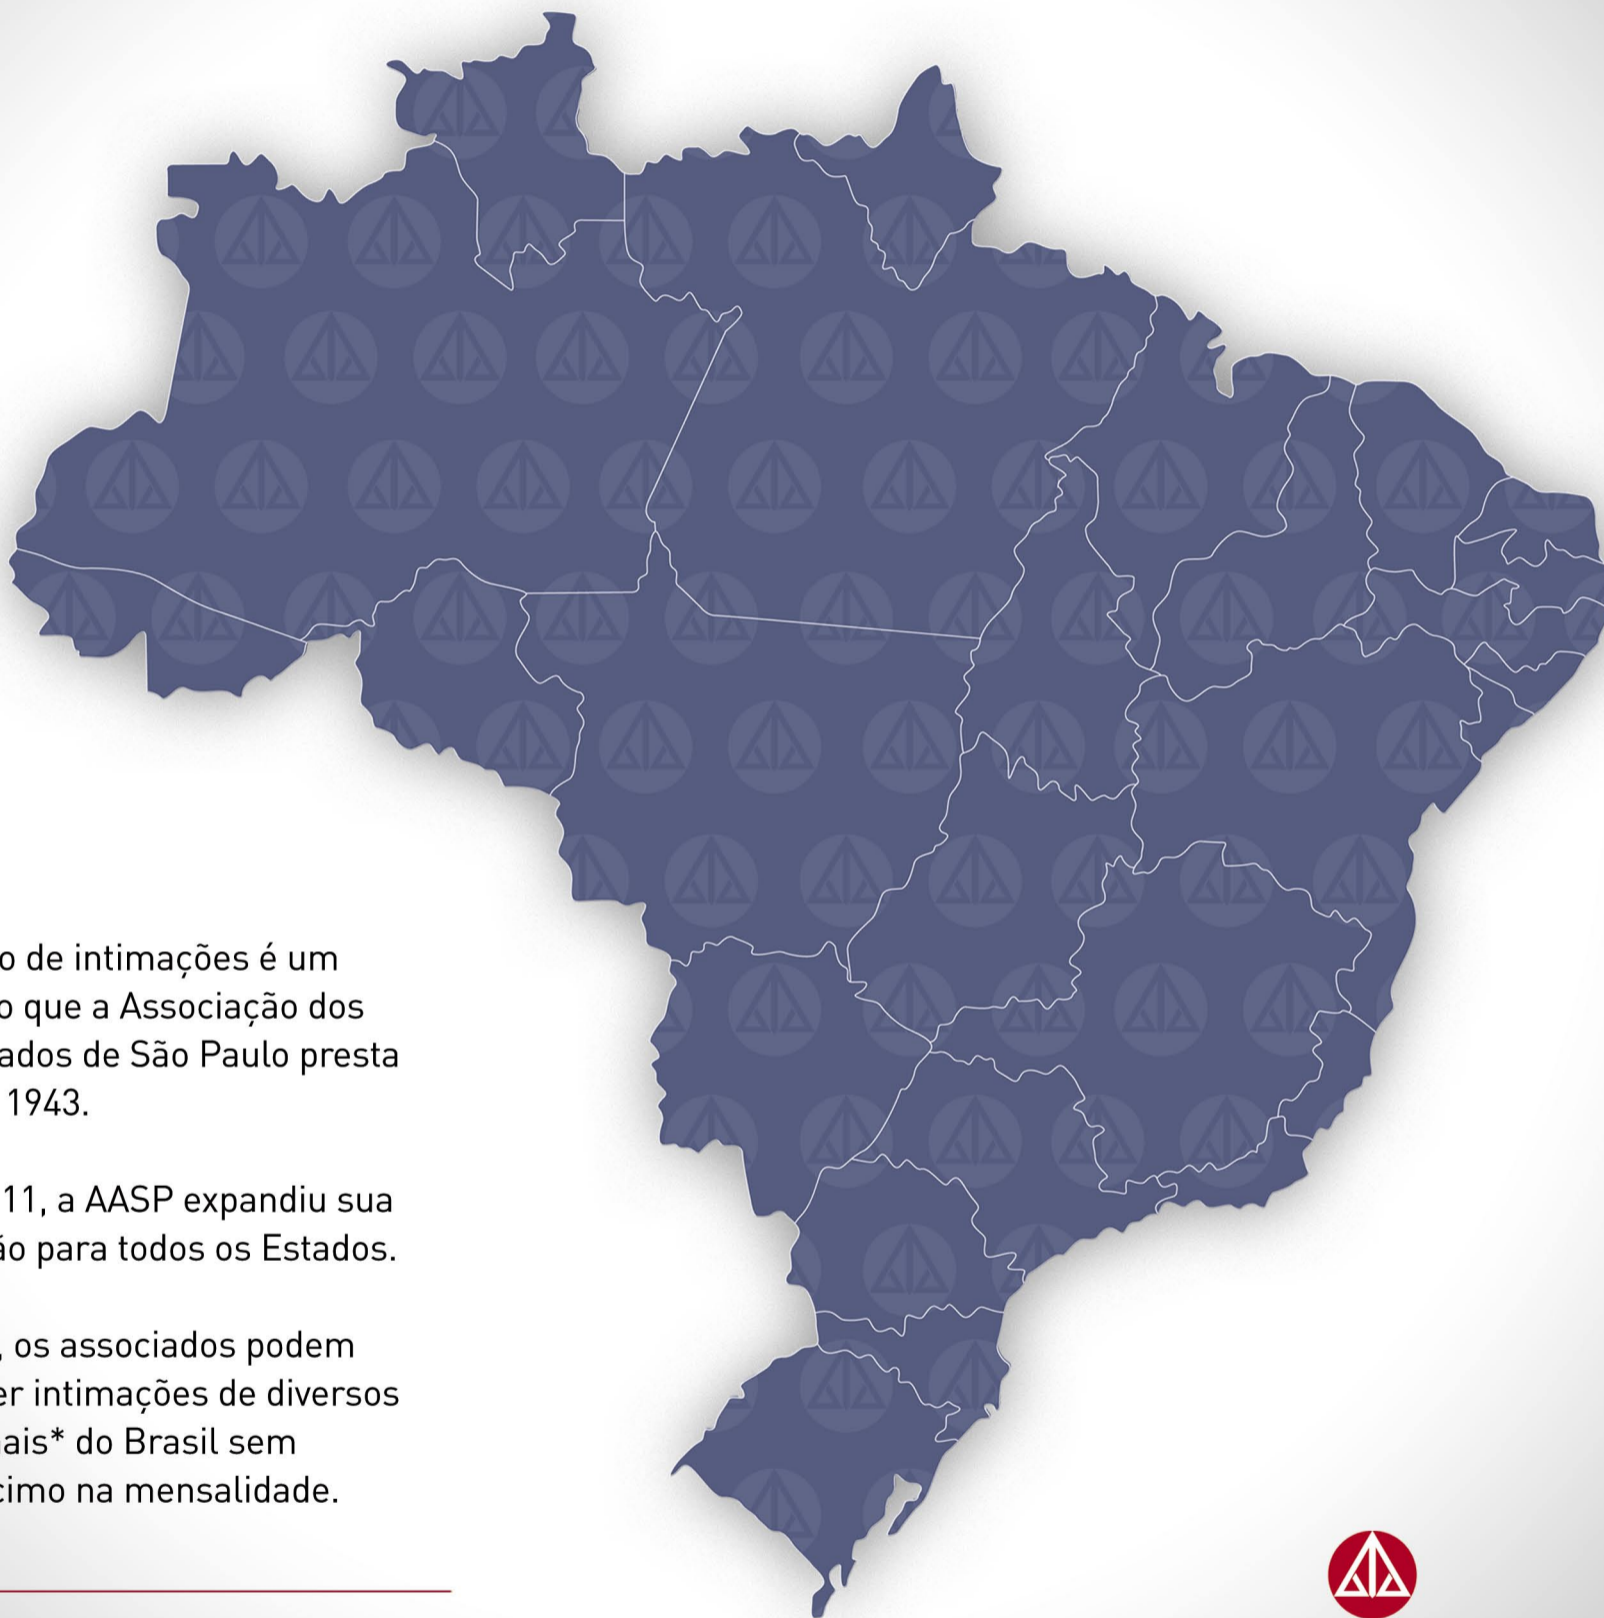 o de intimações é um
o que a Associação dos
ados de São Paulo presta
1943.
11, a AASP expandiu sua
ão para todos os Estados.
, os associados podem
er intimações de diversos
ais* do Brasil sem
cimo na mensalidade.